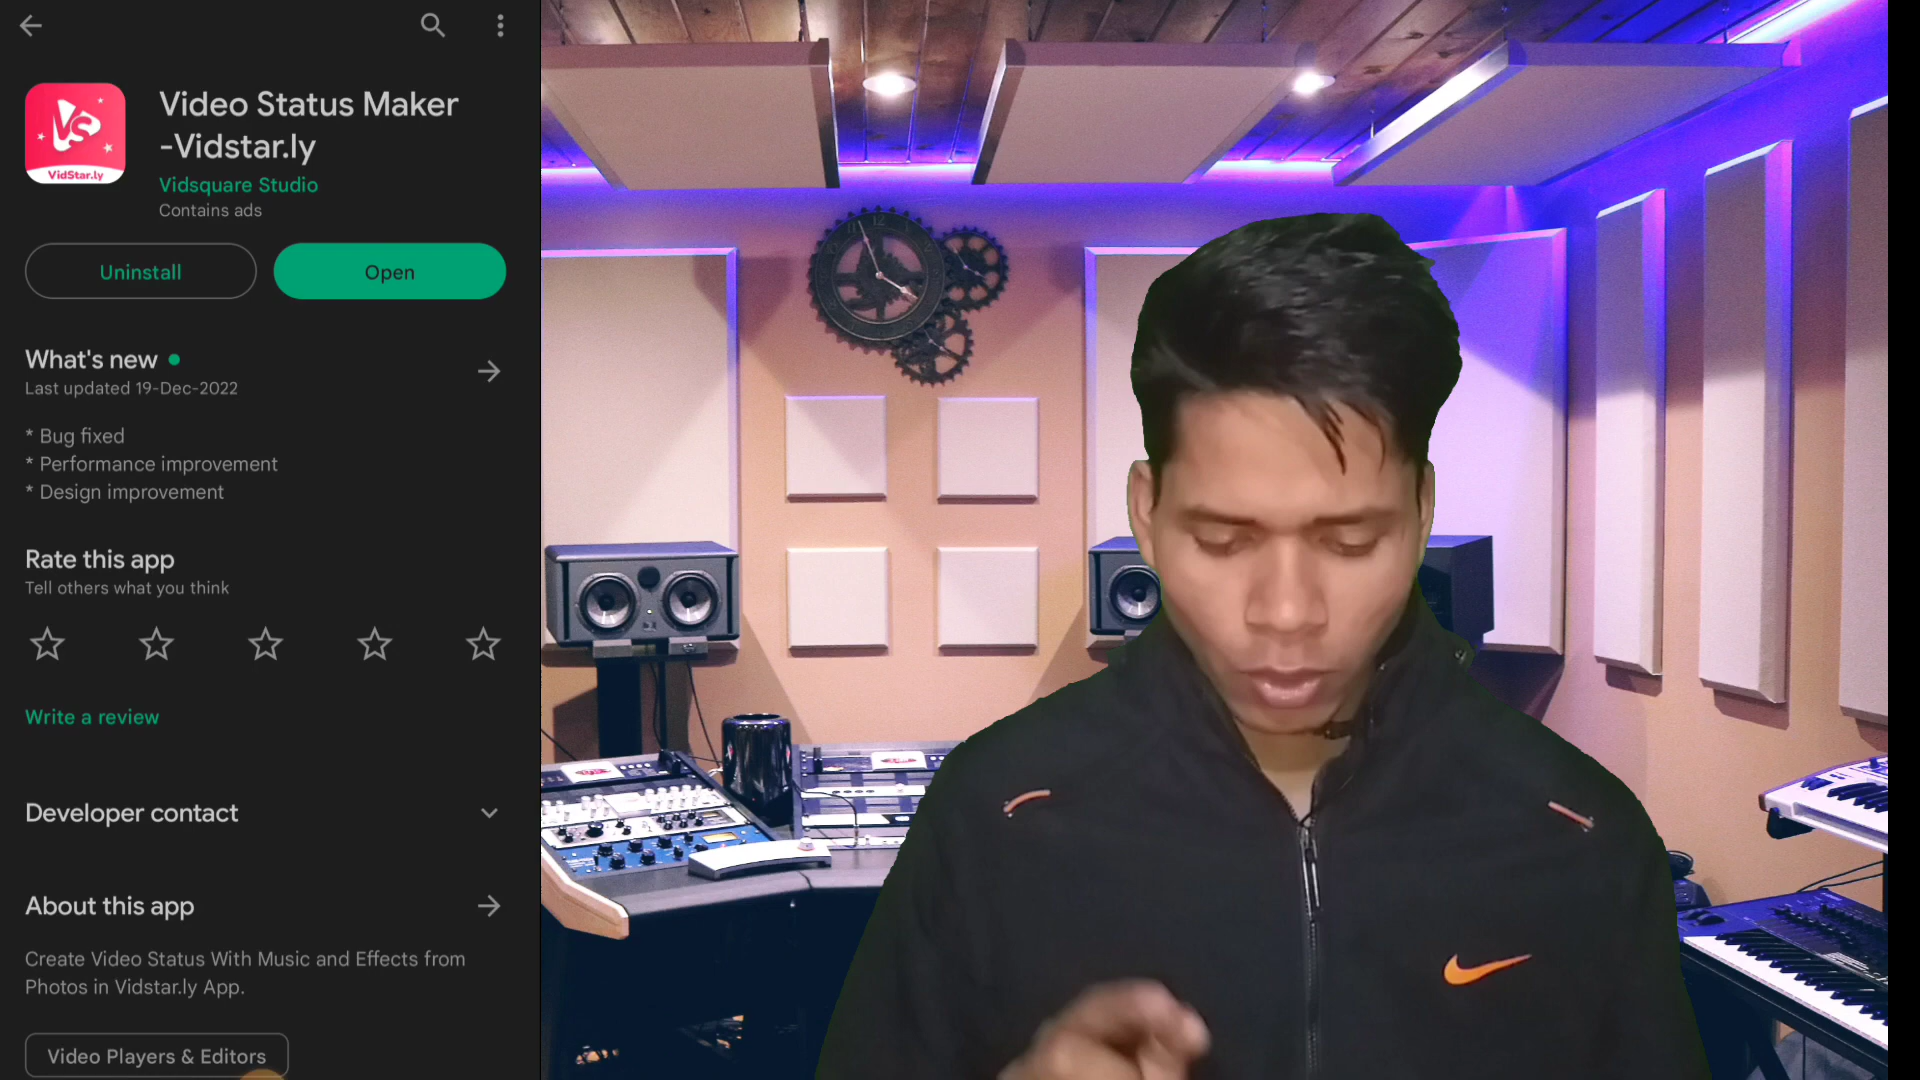 Video Status Maker
-Vidstar.ly
VidStar.ly
Vidsquare Studio
Contains ads
Uninstall
Open
What's new
Last updated 19-Dec-2022
* Bug fixed
* Performance improvement
* Design improvement
Rate this app
Tell others what you think
Write a review
Developer contact
About this app
Create Video Status With Music and Effects from
Photos in Vidstar.ly App.
Video Players & Editors